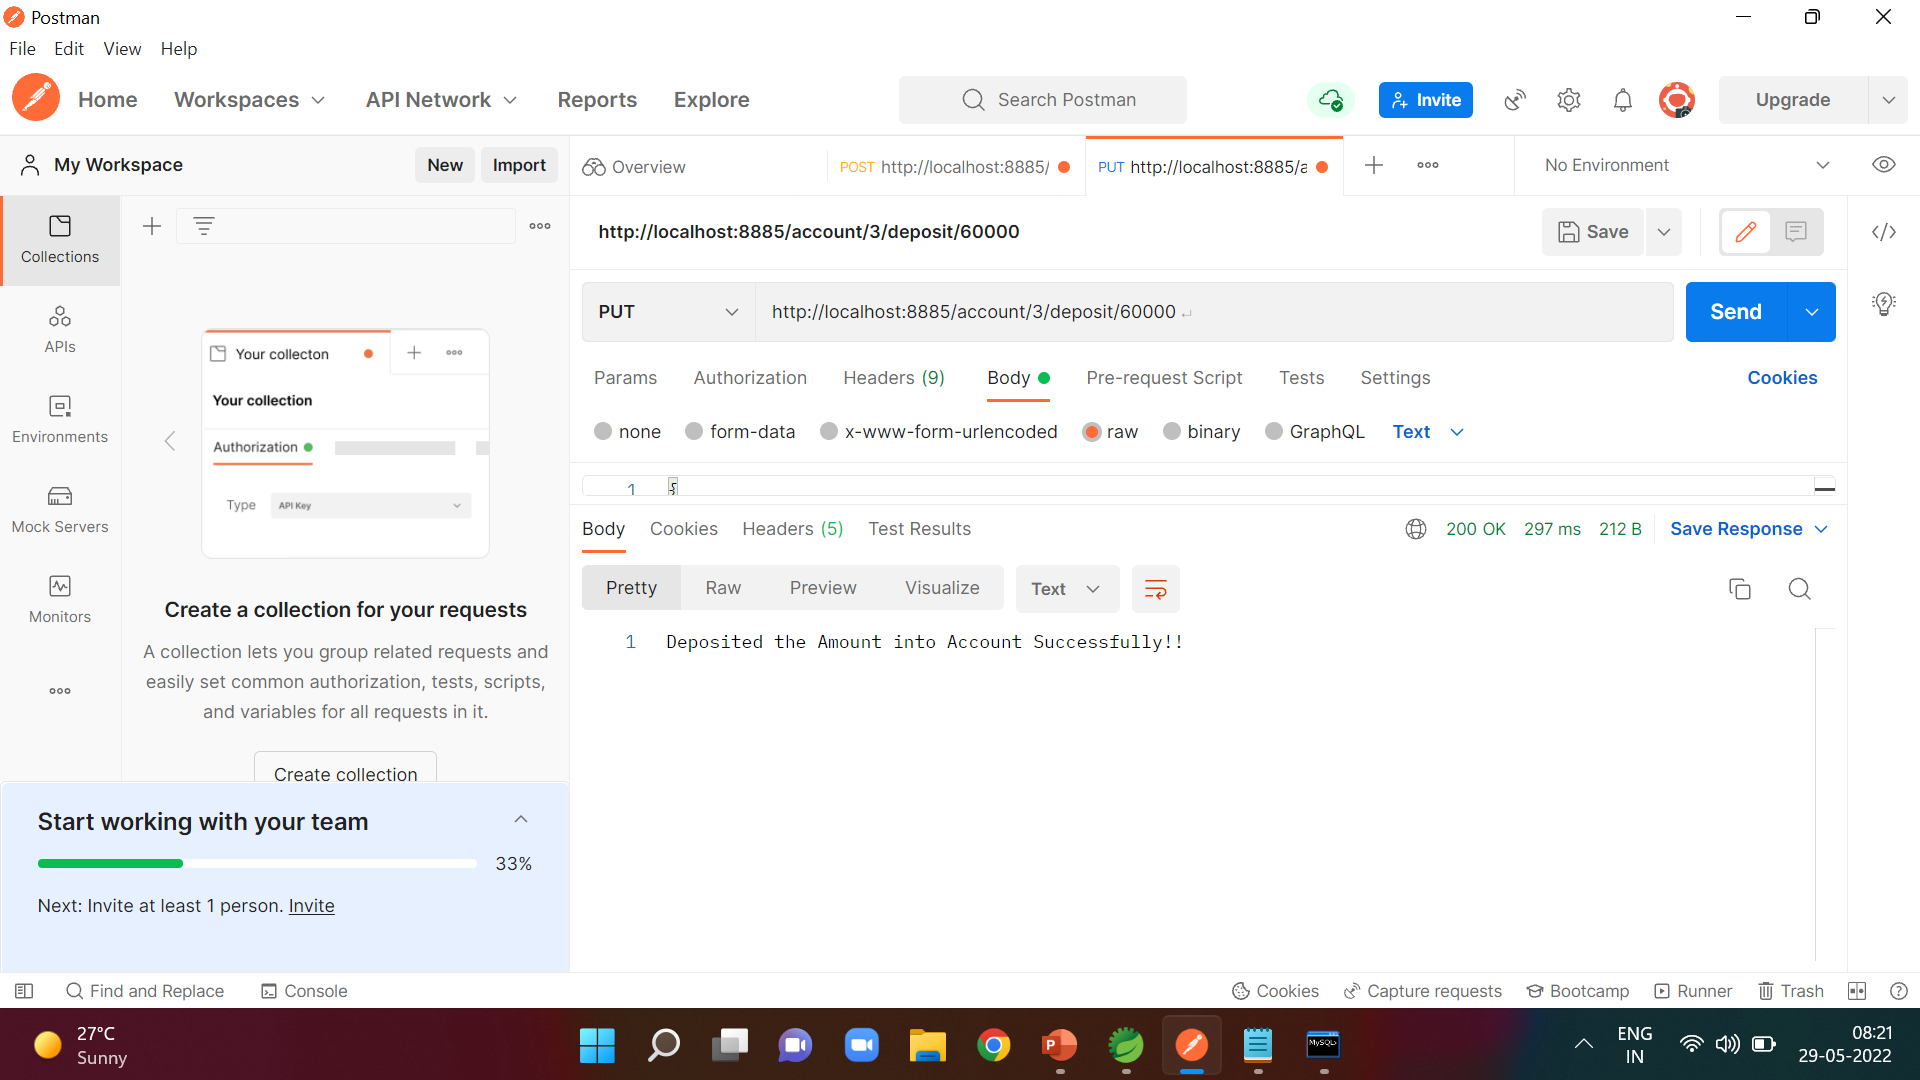 Postman
File Edit View Help
Home Workspaces API Network Reports Explore Search Postman Invite Upgrade
My Workspace New Import
Overview POST http://localhost:8885/ PUT http://localhost:8885/a No Environment
Collections
APIs
Environments
Mock Servers
Monitors
Your collecton
Your collection
Authorization
Type API Key
Create a collection for your requests
A collection lets you group related requests and
easily set common authorization, tests, scripts,
and variables for all requests in it.
Create collection
Start working with your team
33%
Next: Invite at least 1 person. Invite
http://localhost:8885/account/3/deposit/60000 Save
PUT http://localhost:8885/account/3/deposit/60000 Send
Params Authorization Headers (9) Body Pre-request Script Tests Settings Cookies
none form-data x-www-form-urlencoded raw binary GraphQL Text
1 {
Body Cookies Headers (5) Test Results 200 OK 297 ms 212 B Save Response
Pretty Raw Preview Visualize Text
1 Deposited the Amount into Account Successfully!!
Find and Replace Console Cookies Capture requests Bootcamp Runner Trash
27°C
Sunny
P
MySQL>
ENG
IN
08:21
29-05-2022